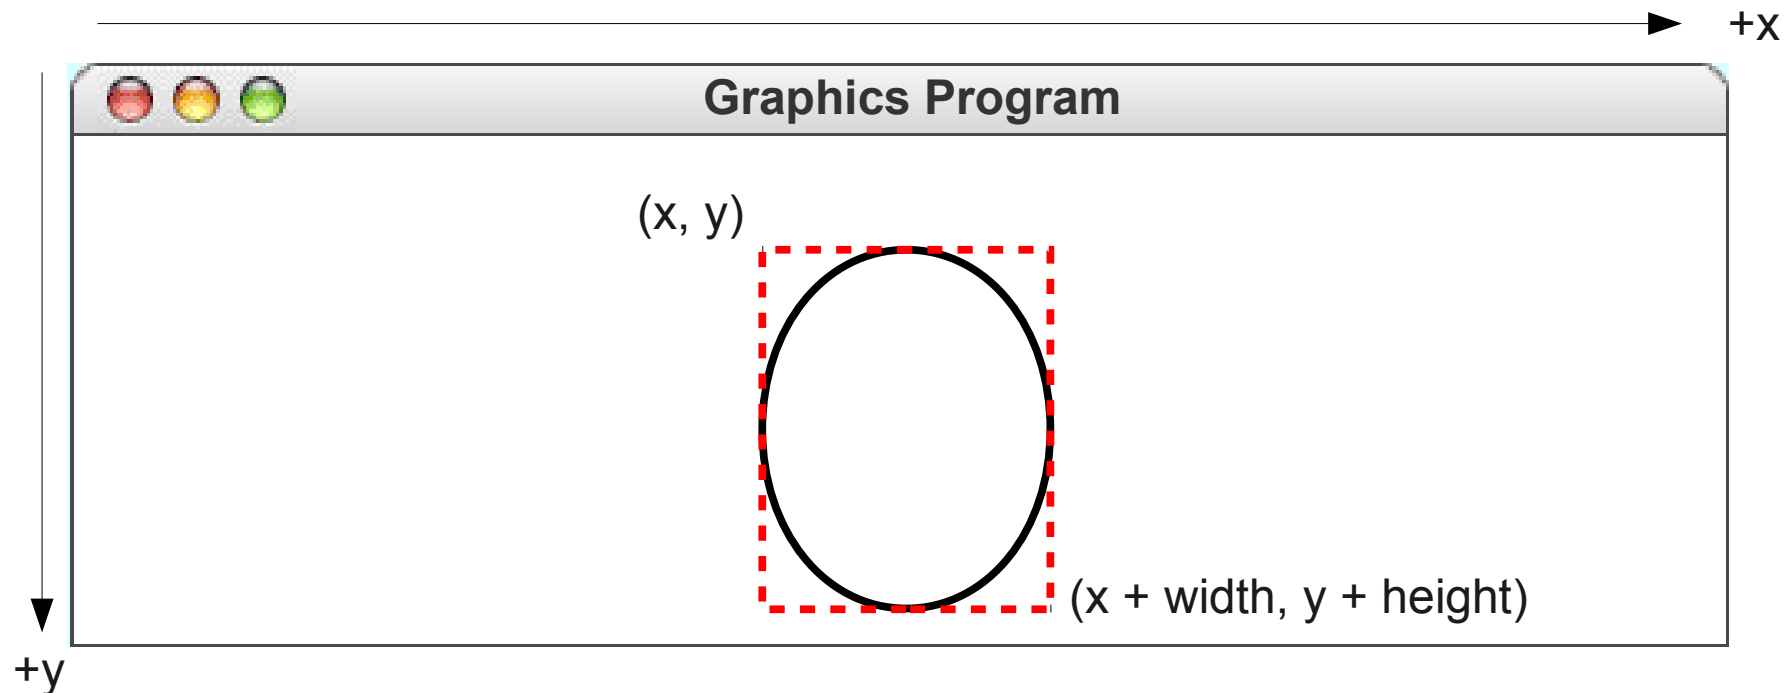 +x
Graphics Program
(x, y)
(x + width, y + height)
+y